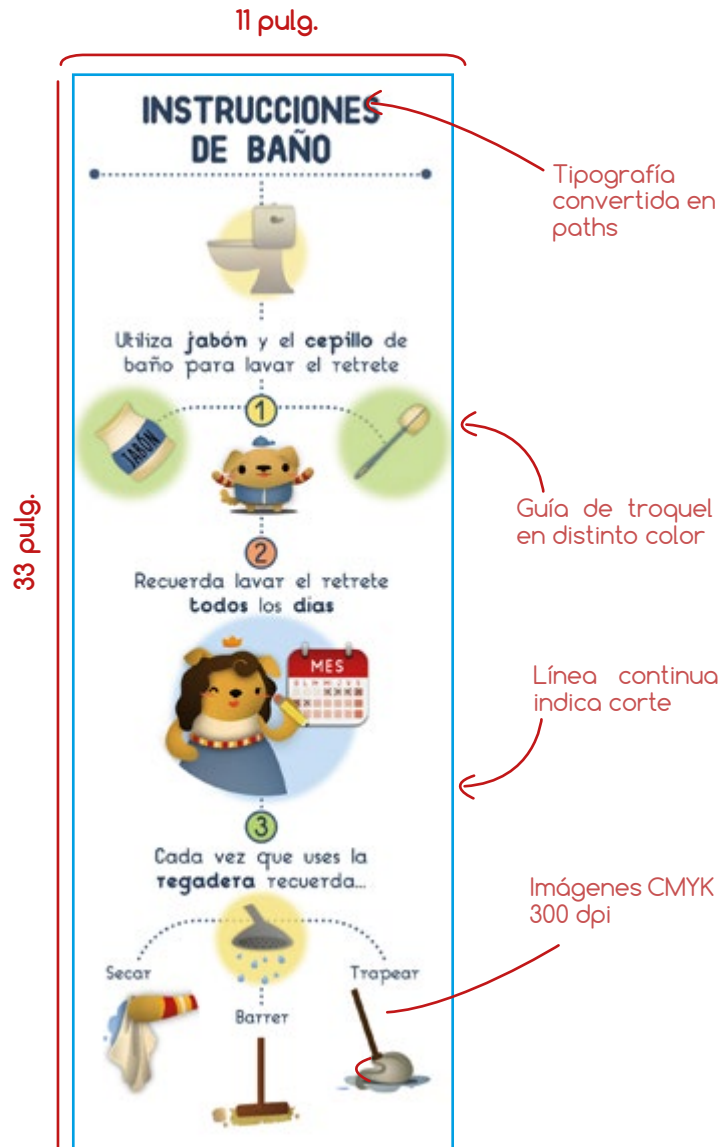 11 pulg.
INSTRUCCIONES
DE BAÑO
Tipografía
convertida en
paths
Utiliza jabón y el cepillo de
baño para lavar el retrete
1
JABÓN
Guía de troquel
en distinto color
33 pulg.
2
Recuerda lavar el retrete
todos los días
MES
D L M M J V S
Línea continua
indica corte
3
Cada vez que uses la
regadera recuerda...
Imágenes CMYK
300 dpi
Secar
Trapear
Barrer